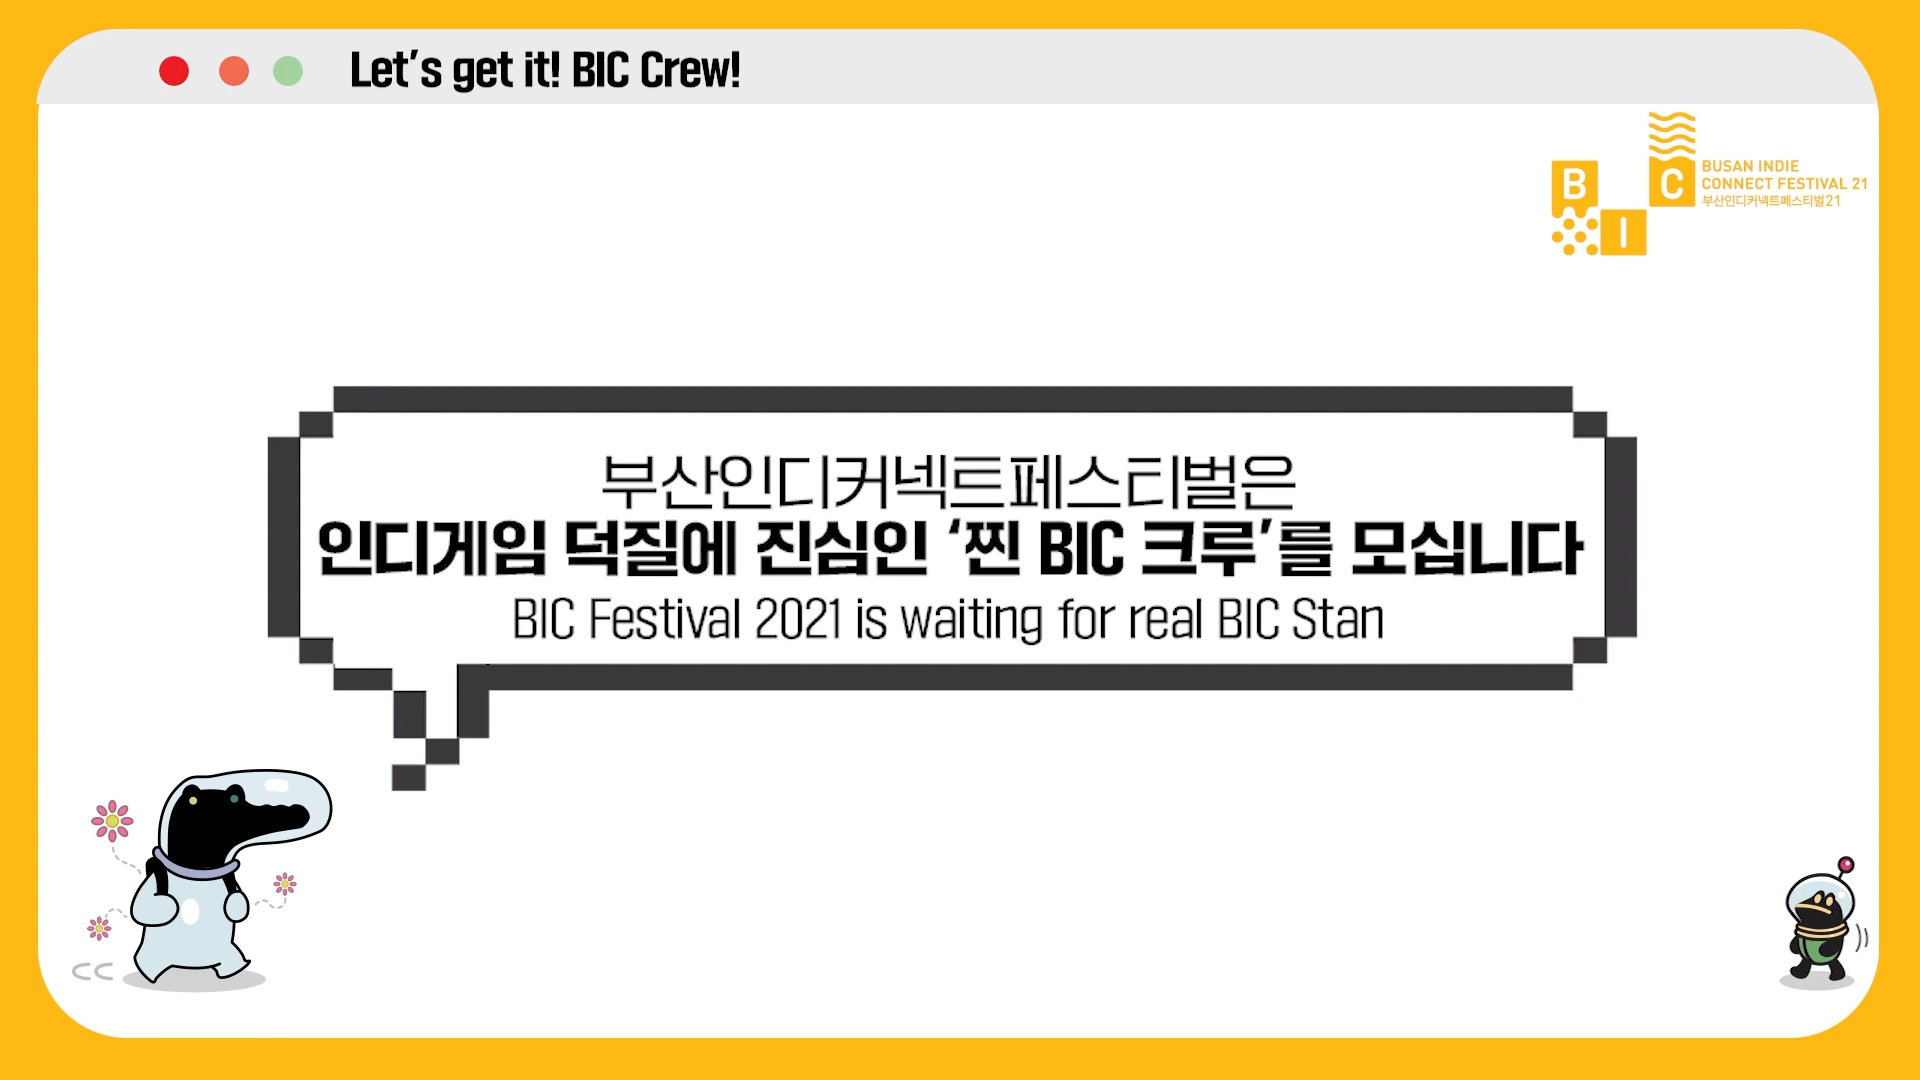 Let's get it! BIC Crew!
B
I
C
BUSAN INDIE
CONNECT FESTIVAL 21
부산인디커넥트페스티벌21
부산인디커넥트페스티벌은
인디게임 덕질에 진심인 ‘찐 BIC 크루’를 모십니다
BIC Festival 2021 is waiting for real BIC Stan